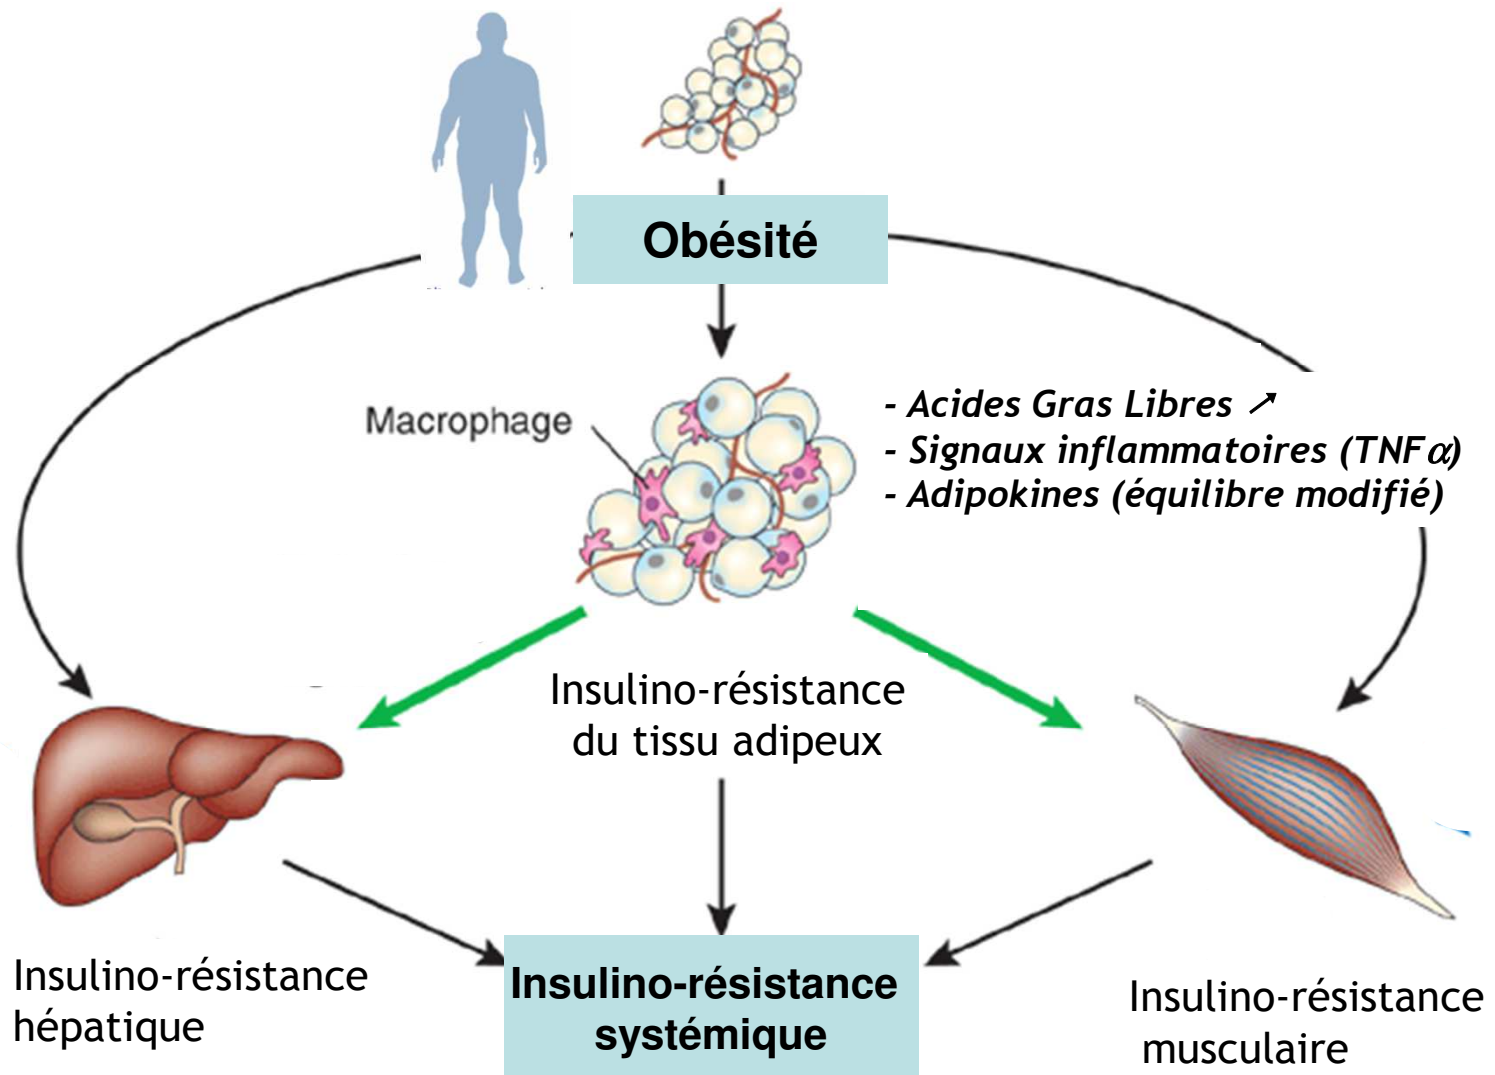 Obésité
Macrophage
- Acides Gras Libres ↗
- Signaux inflammatoires (TNFα)
- Adipokines (équilibre modifié)
Insulino-résistance
du tissu adipeux
Insulino-résistance
hépatique
Insulino-résistance
systémique
Insulino-résistance
musculaire